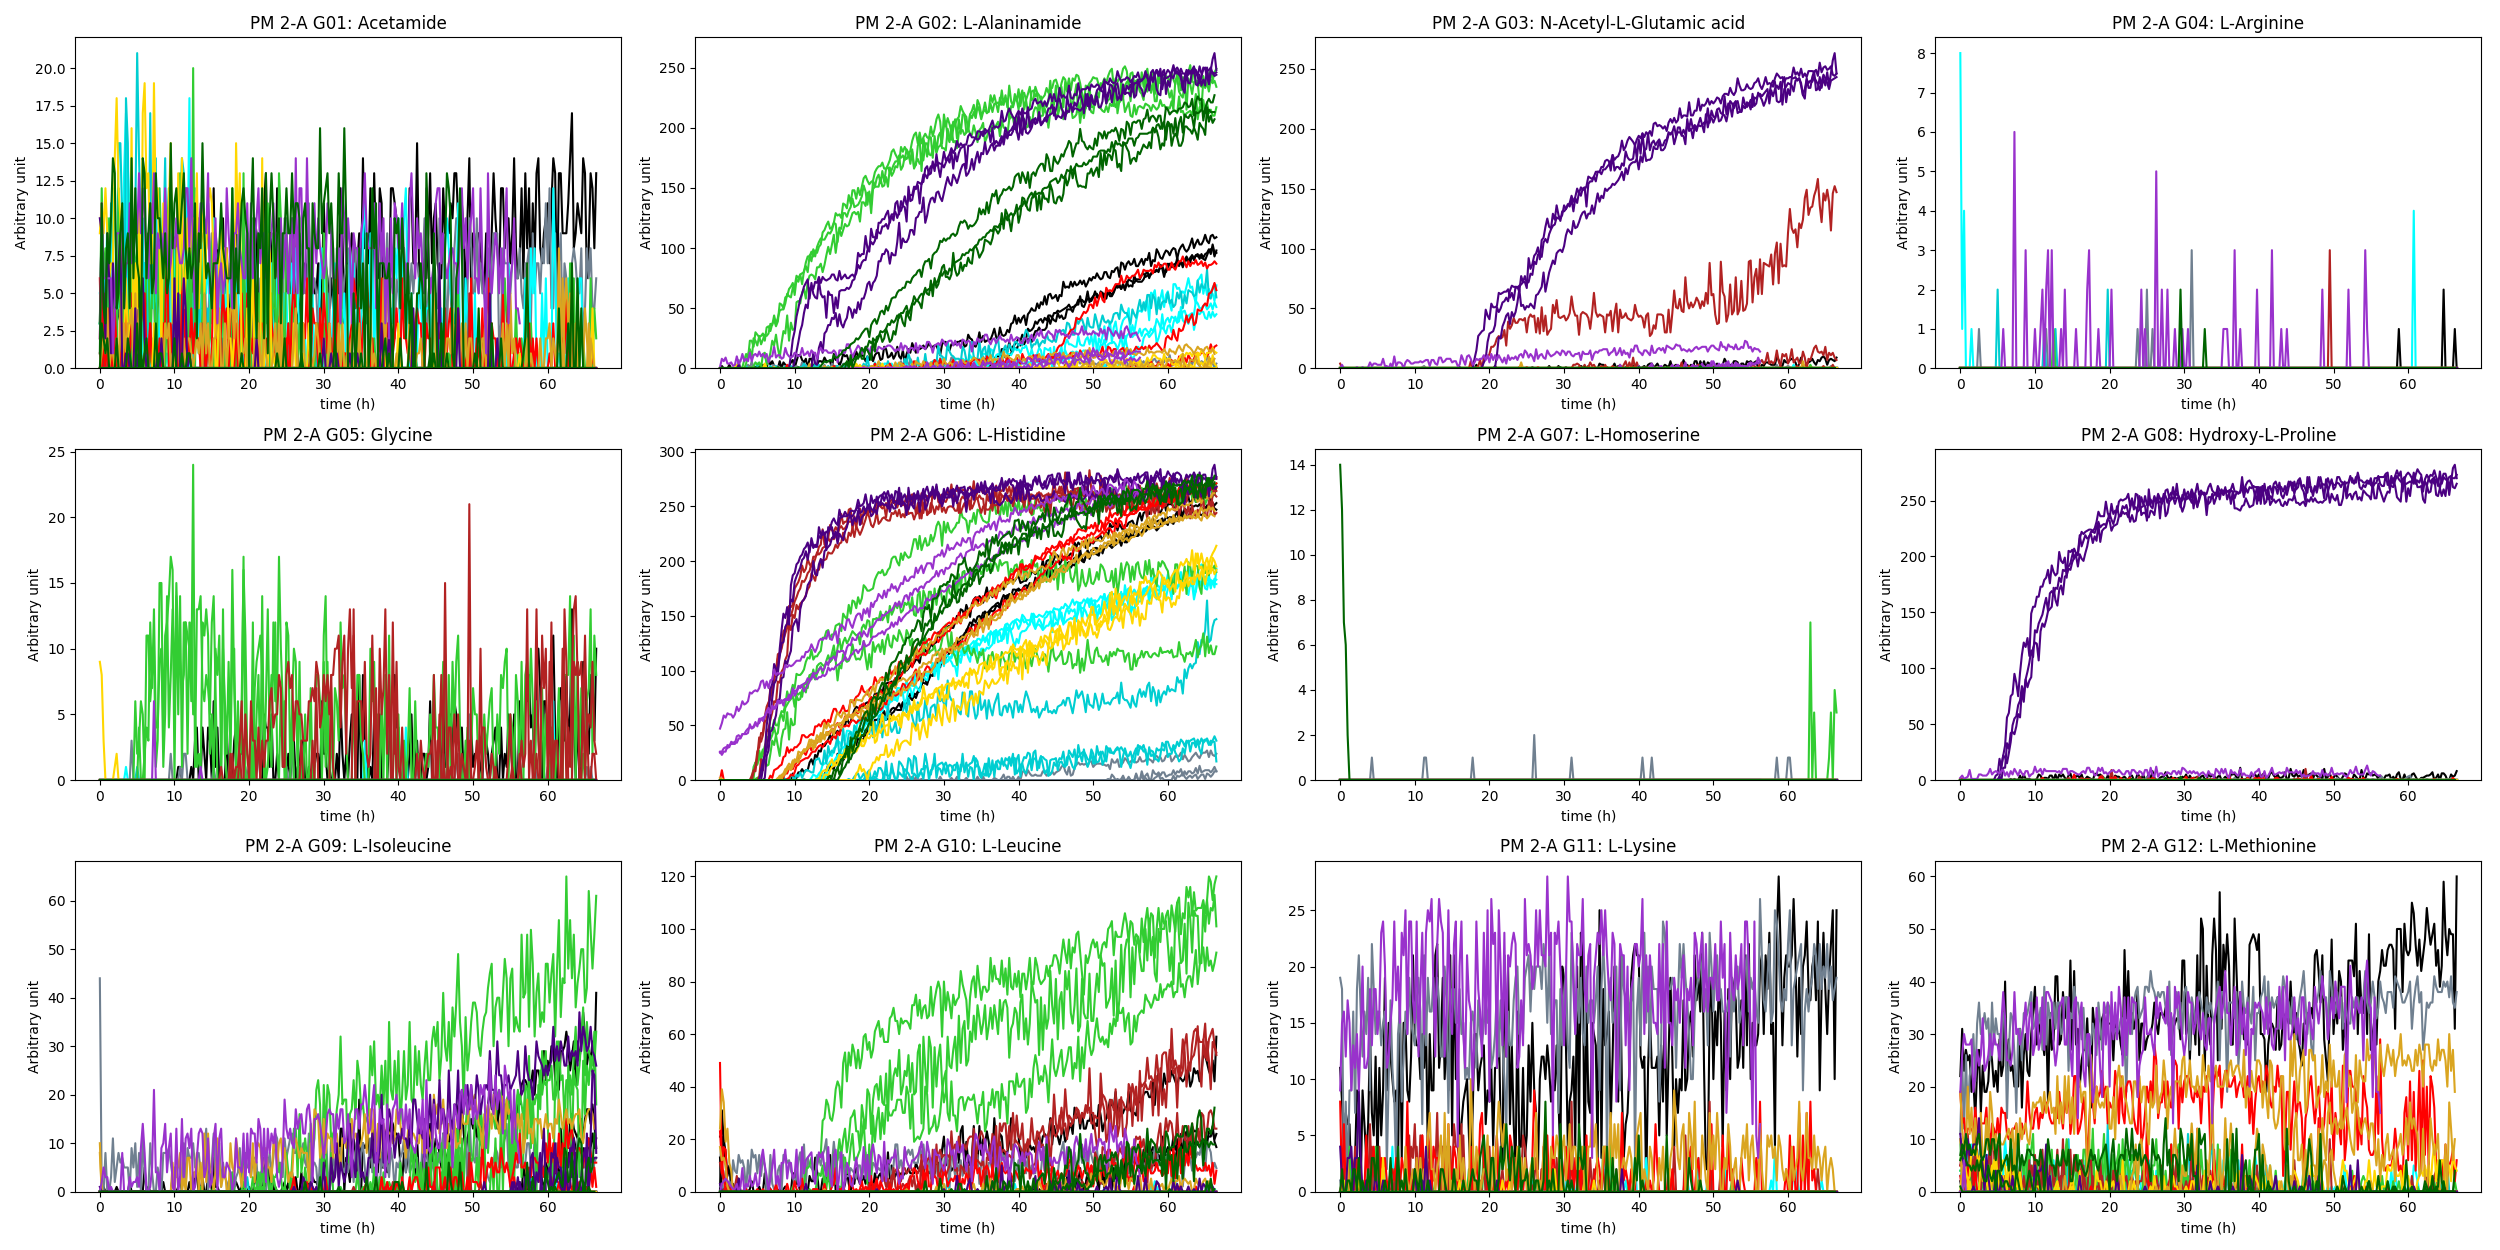 PM 2-A G01: Acetamide
PM 2-A G02: L-Alaninamide
PM 2-A G03: N-Acetyl-L-Glutamic acid
PM 2-A G04: L-Arginine
Arbitrary unit
20.0
17.5
15.0
12.5
10.0
7.5
5.0
2.5
0.0
0 10 20 30 40 50 60
time (h)
Arbitrary unit
250
200
150
100
50
0
0 10 20 30 40 50 60
time (h)
Arbitrary unit
250
200
150
100
50
0
0 10 20 30 40 50 60
time (h)
Arbitrary unit
8
7
6
5
4
3
2
1
0
0 10 20 30 40 50 60
time (h)
PM 2-A G05: Glycine
PM 2-A G06: L-Histidine
PM 2-A G07: L-Homoserine
PM 2-A G08: Hydroxy-L-Proline
Arbitrary unit
25
20
15
10
5
0
0 10 20 30 40 50 60
time (h)
Arbitrary unit
300
250
200
150
100
50
0
0 10 20 30 40 50 60
time (h)
Arbitrary unit
14
12
10
8
6
4
2
0
0 10 20 30 40 50 60
time (h)
Arbitrary unit
250
200
150
100
50
0
0 10 20 30 40 50 60
time (h)
PM 2-A G09: L-Isoleucine
PM 2-A G10: L-Leucine
PM 2-A G11: L-Lysine
PM 2-A G12: L-Methionine
Arbitrary unit
60
50
40
30
20
10
0
0 10 20 30 40 50 60
time (h)
Arbitrary unit
120
100
80
60
40
20
0
0 10 20 30 40 50 60
time (h)
Arbitrary unit
25
20
15
10
5
0
0 10 20 30 40 50 60
time (h)
Arbitrary unit
60
50
40
30
20
10
0
0 10 20 30 40 50 60
time (h)